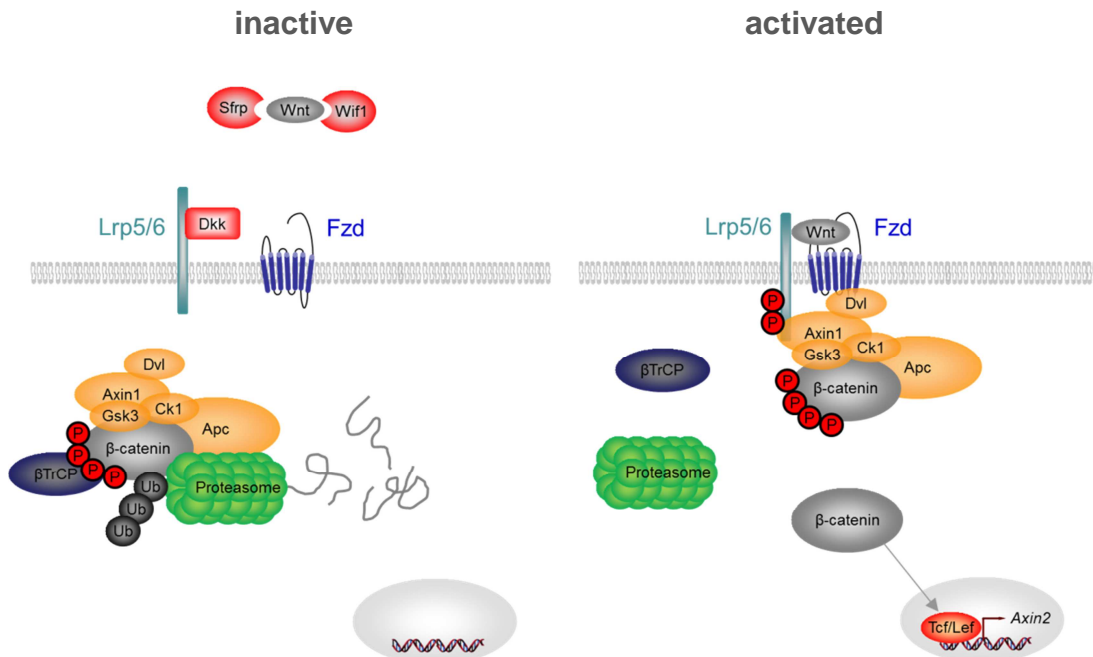 inactive
Sfrp
Wnt
Wif1
Lrp5/6
Dkk
Fzd
Dvl
Axin1
Gsk3
Ck1
Apc
P
P
P
P
β-catenin
βTrCP
Ub
Ub
Ub
Proteasome
activated
Lrp5/6
Wnt
Fzd
P
P
Dvl
Axin1
Gsk3
Ck1
Apc
βTrCP
β-catenin
P
P
P
P
Proteasome
β-catenin
Tcf/Lef
Axin2